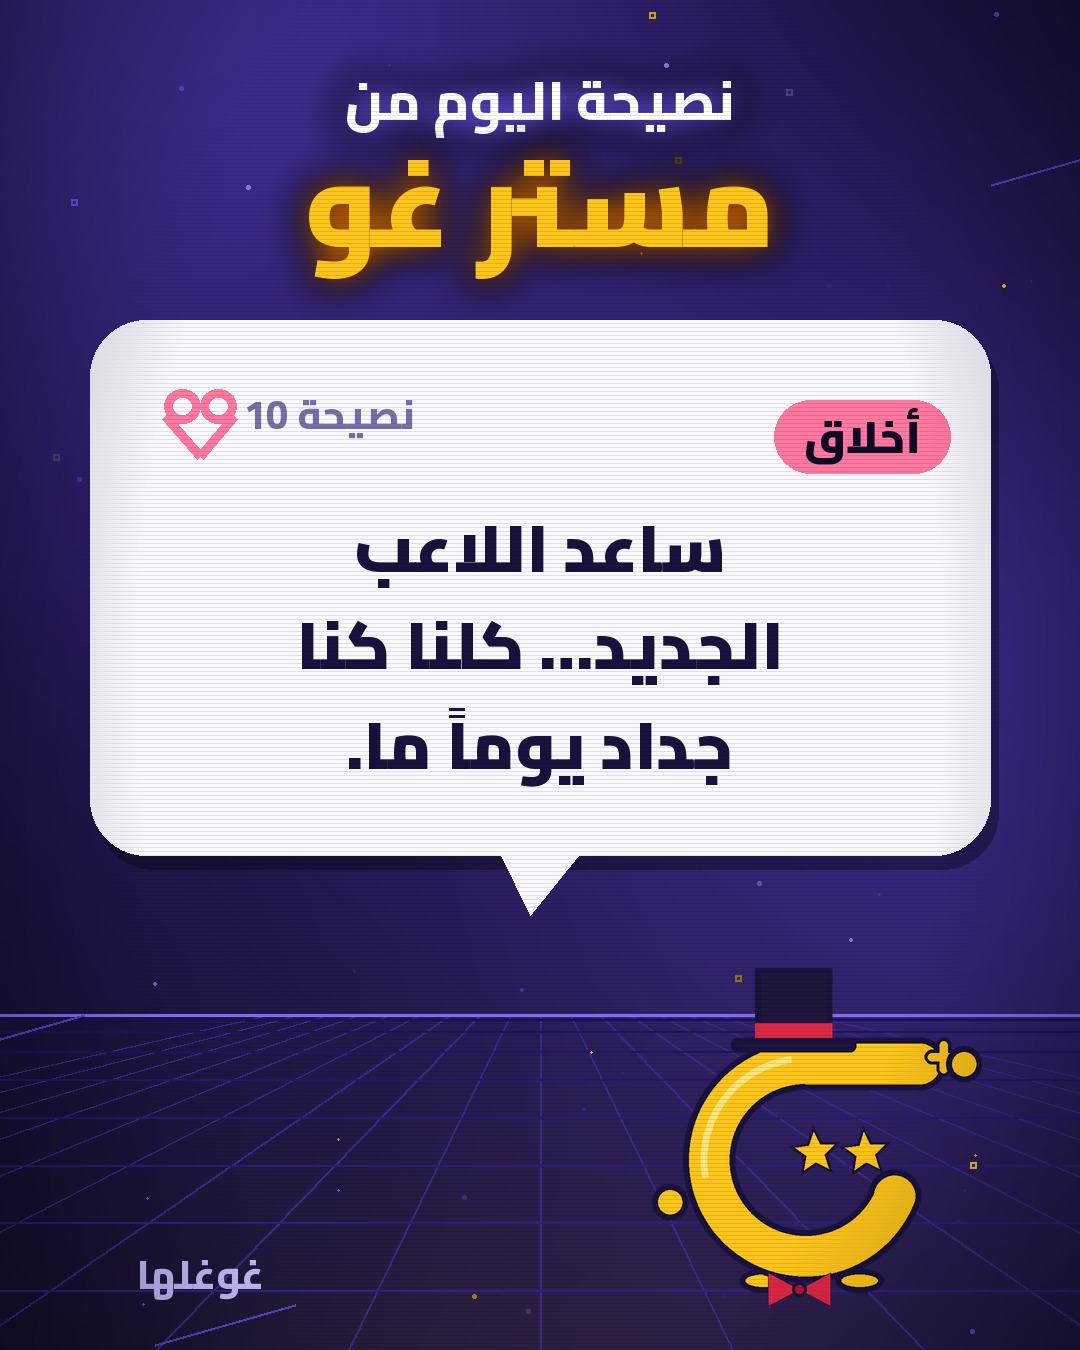 نصيحة اليوم من
مستر غو
أخلاق
نصيحة 10
ساعد اللاعب
الجديد... كلنا كنا
جداد يوماً ما.
غوغلها